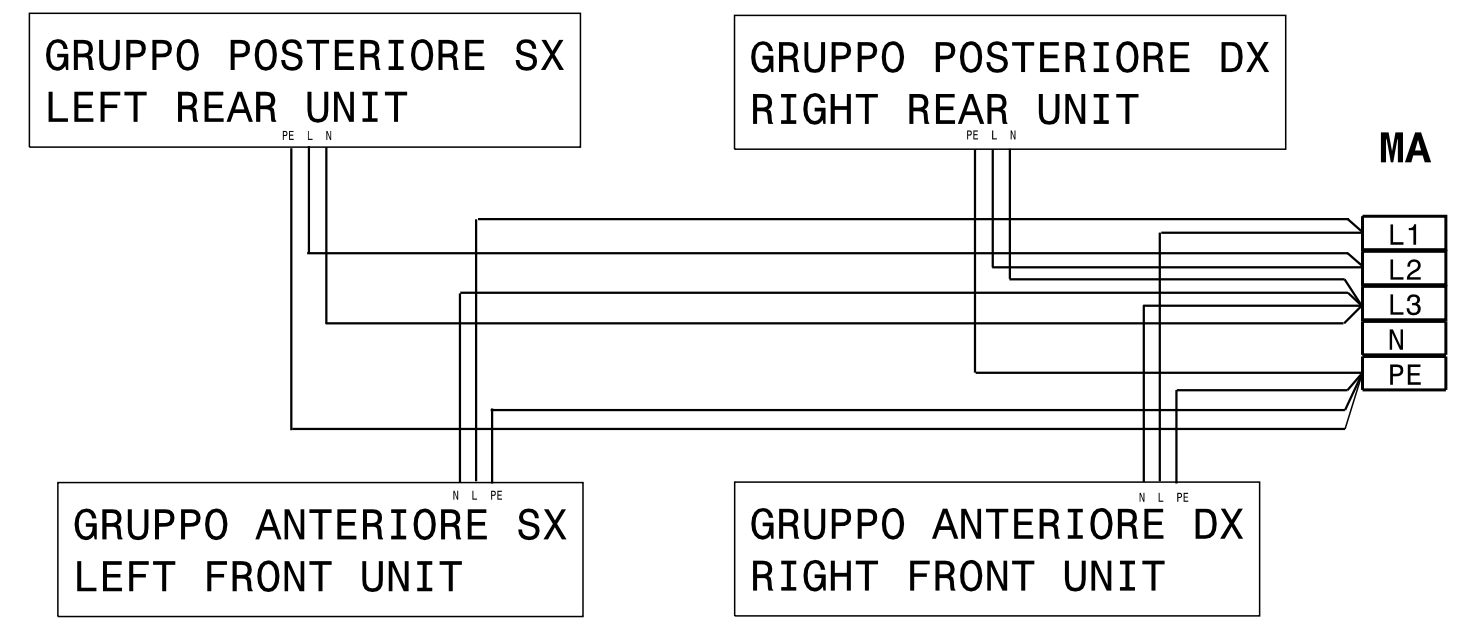 GRUPPO POSTERIORE SX
LEFT REAR UNIT
PE L N
GRUPPO POSTERIORE DX
RIGHT REAR UNIT
PE L N
MA
L1
L2
L3
N
PE
N L PE
GRUPPO ANTERIORE SX
LEFT FRONT UNIT
N L PE
GRUPPO ANTERIORE DX
RIGHT FRONT UNIT